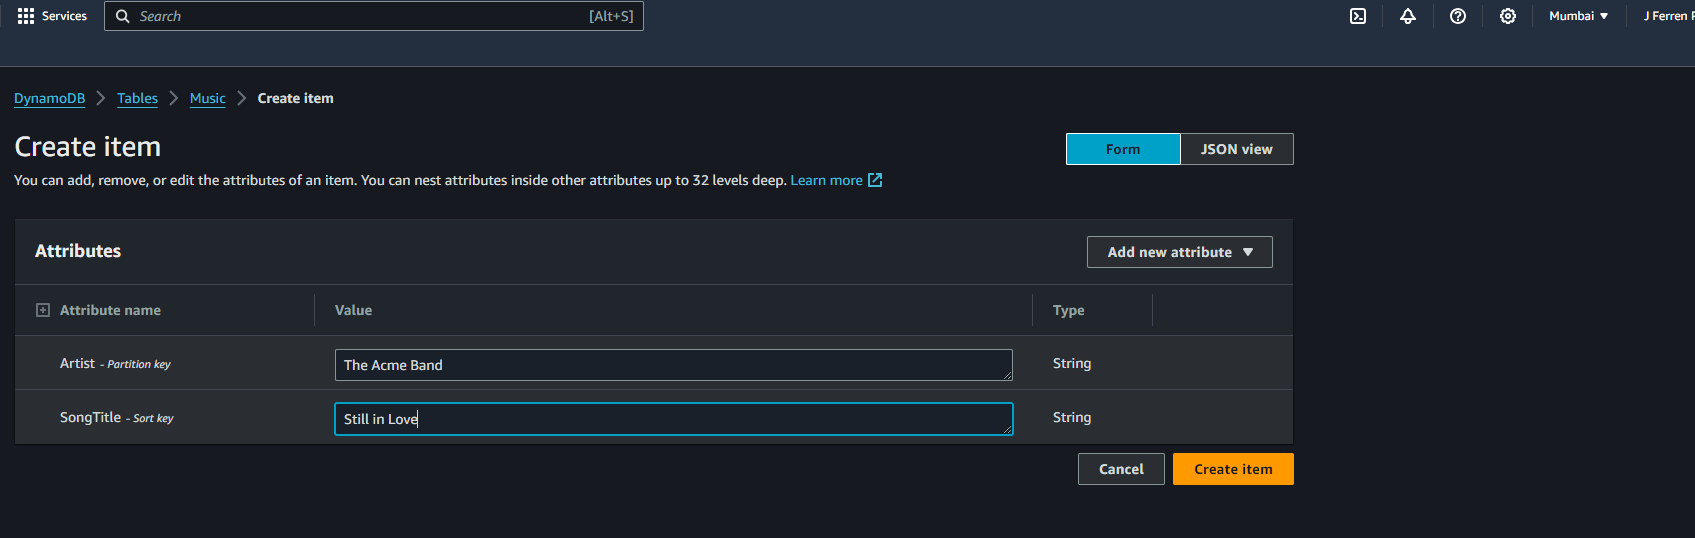 Services Search [Alt+S] Mumbai J Ferren
DynamoDB Tables Music Create item
Create item Form JSON view
You can add, remove, or edit the attributes of an item. You can nest attributes inside other attributes up to 32 levels deep. Learn more
Attributes Add new attribute
Attribute name Value Type
Artist - Partition key The Acme Band String
SongTitle - Sort key Still in Love String
Cancel Create item